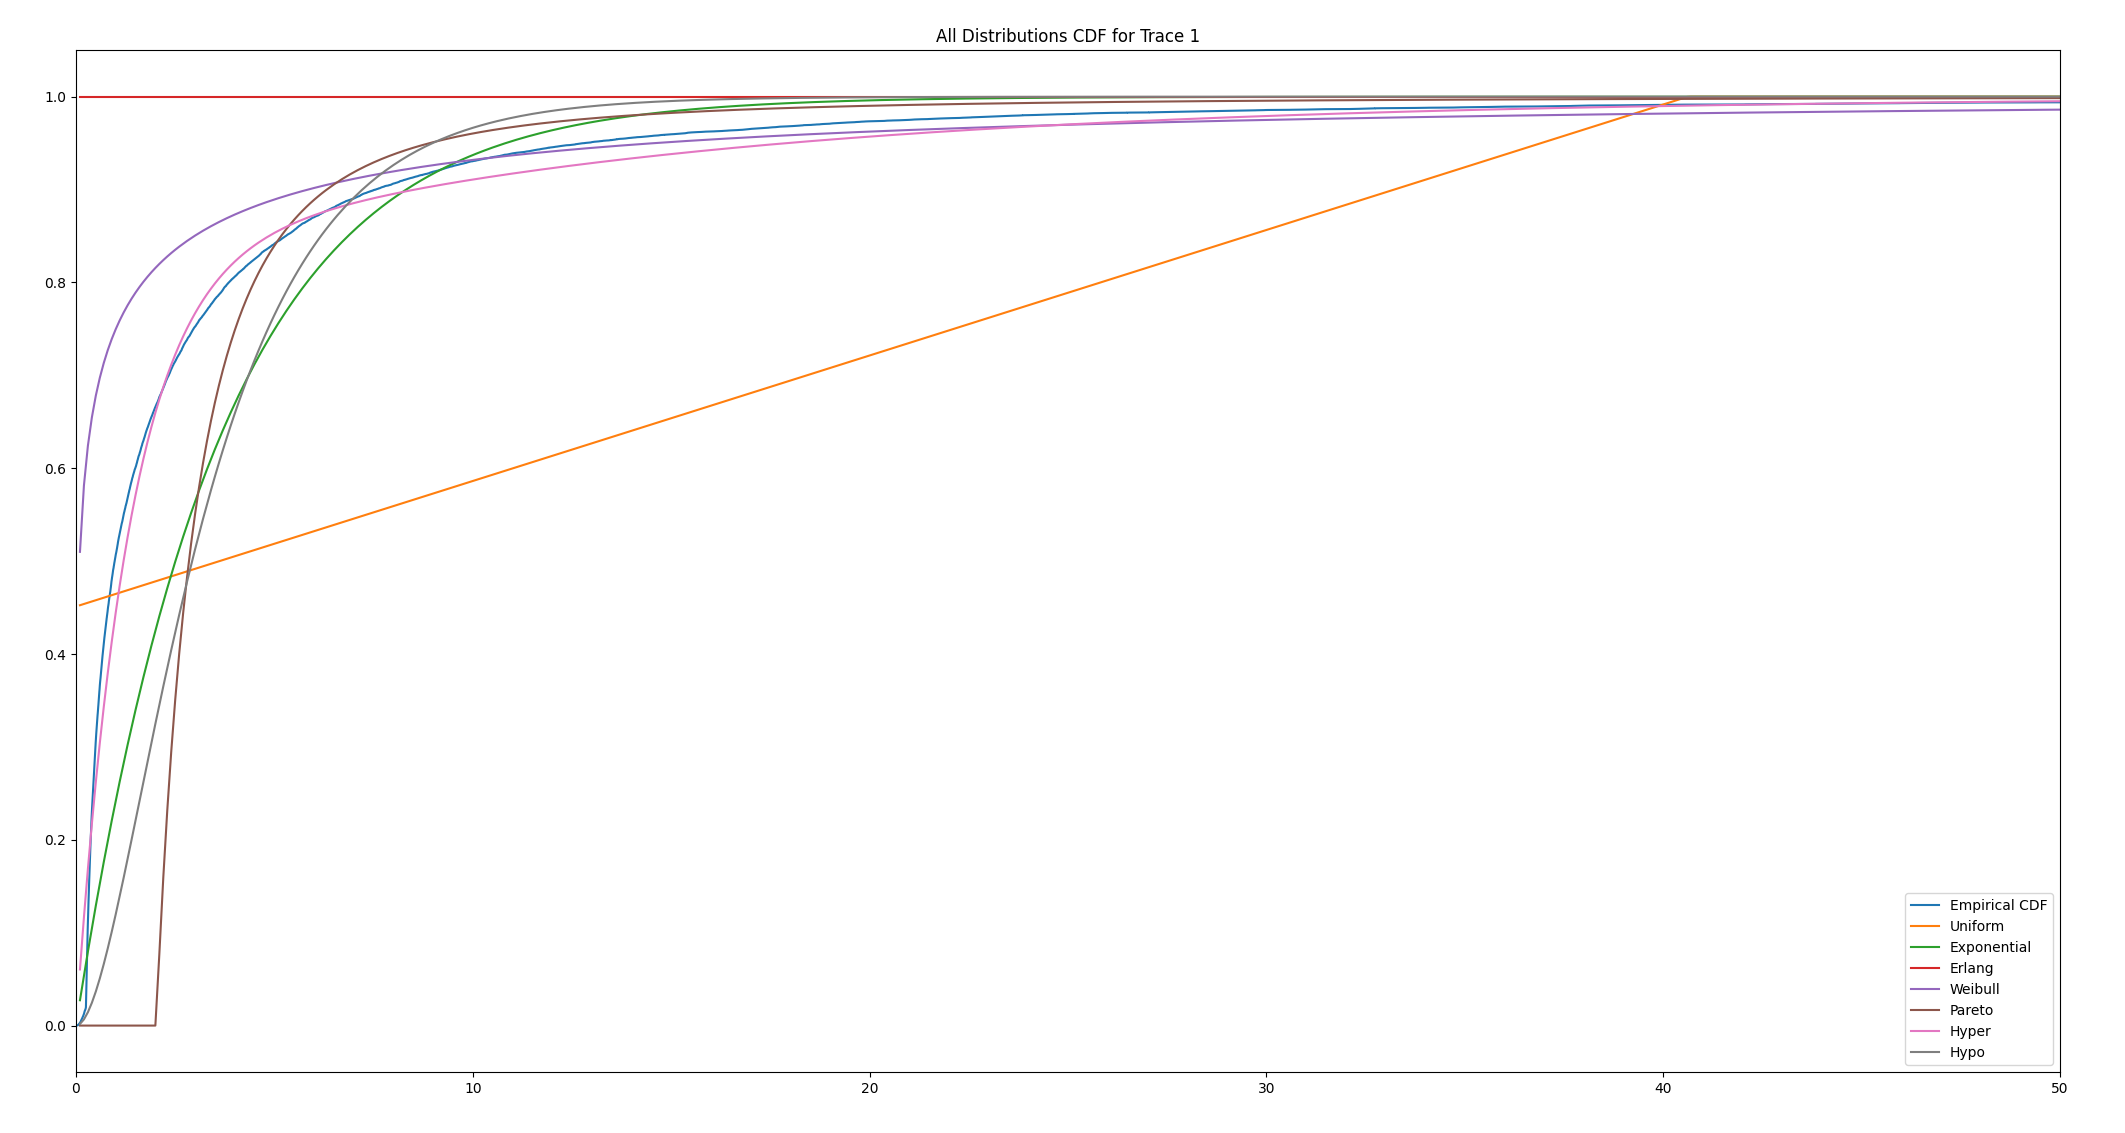 All Distributions CDF for Trace 1
1.0
0.8
0.6
0.4
0.2
0.0
0 10 20 30 40 50
Empirical CDF
Uniform
Exponential
Erlang
Weibull
Pareto
Hyper
Hypo